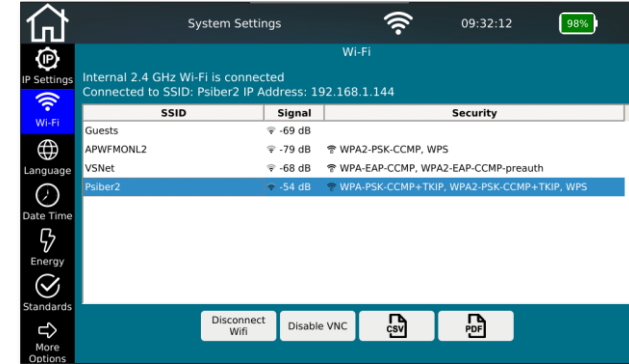 System Settings 09:32:12 98%
Wi-Fi
IP
IP Settings
Internal 2.4 GHz Wi-Fi is connected
Connected to SSID: Psiber2 IP Address: 192.168.1.144
Wi-Fi
SSID Signal Security
Guests -69 dB
APWFMONL2 -79 dB WPA2-PSK-CCMP, WPS
VSNet -68 dB WPA-EAP-CCMP, WPA2-EAP-CCMP-preauth
Psiber2 -54 dB WPA-PSK-CCMP+TKIP, WPA2-PSK-CCMP+TKIP, WPS
Language
Date Time
Energy
Standards
More
Options
Disconnect
Wifi
Disable VNC
CSV
PDF